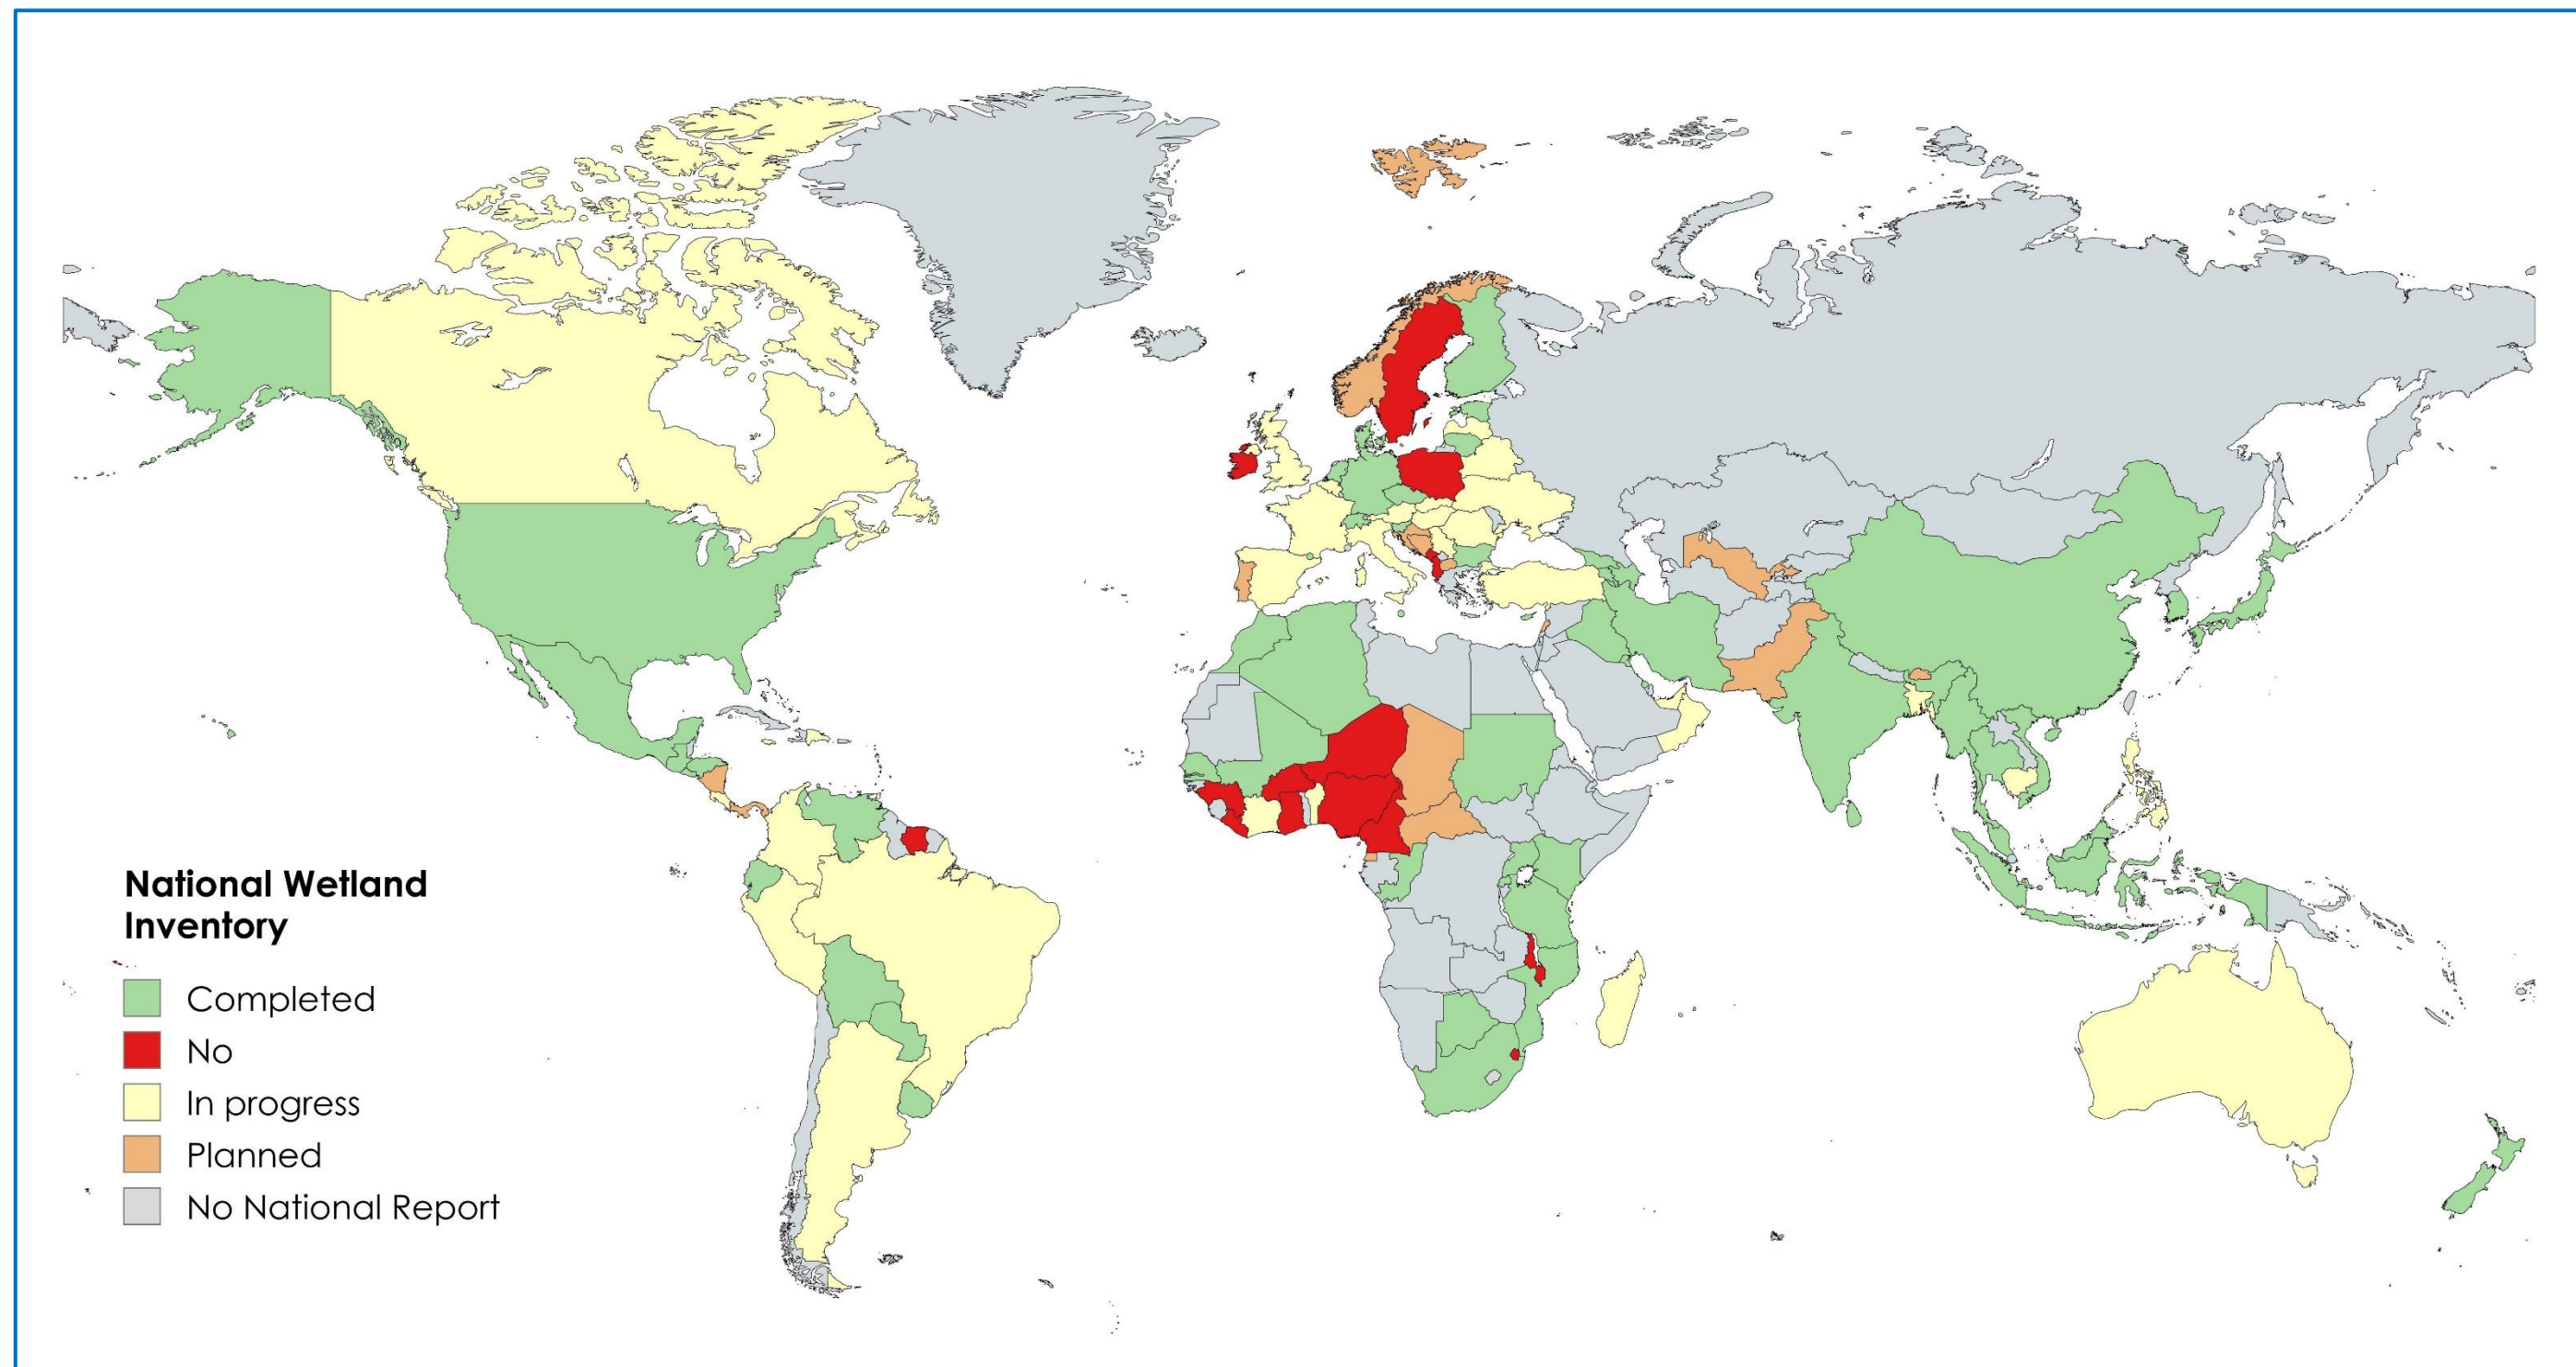 National Wetland
Inventory
Completed
No
In progress
Planned
No National Report